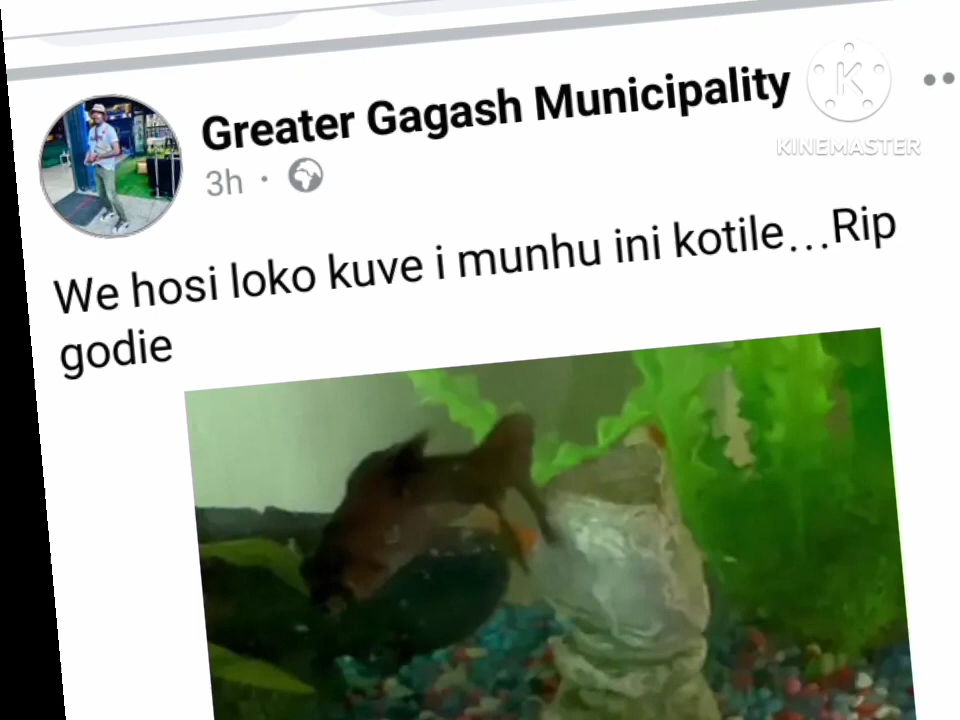 Greater Gagash Municipality
KINEMASTER
3h
We hosi loko kuve i munhu ini kotile...Rip
godie